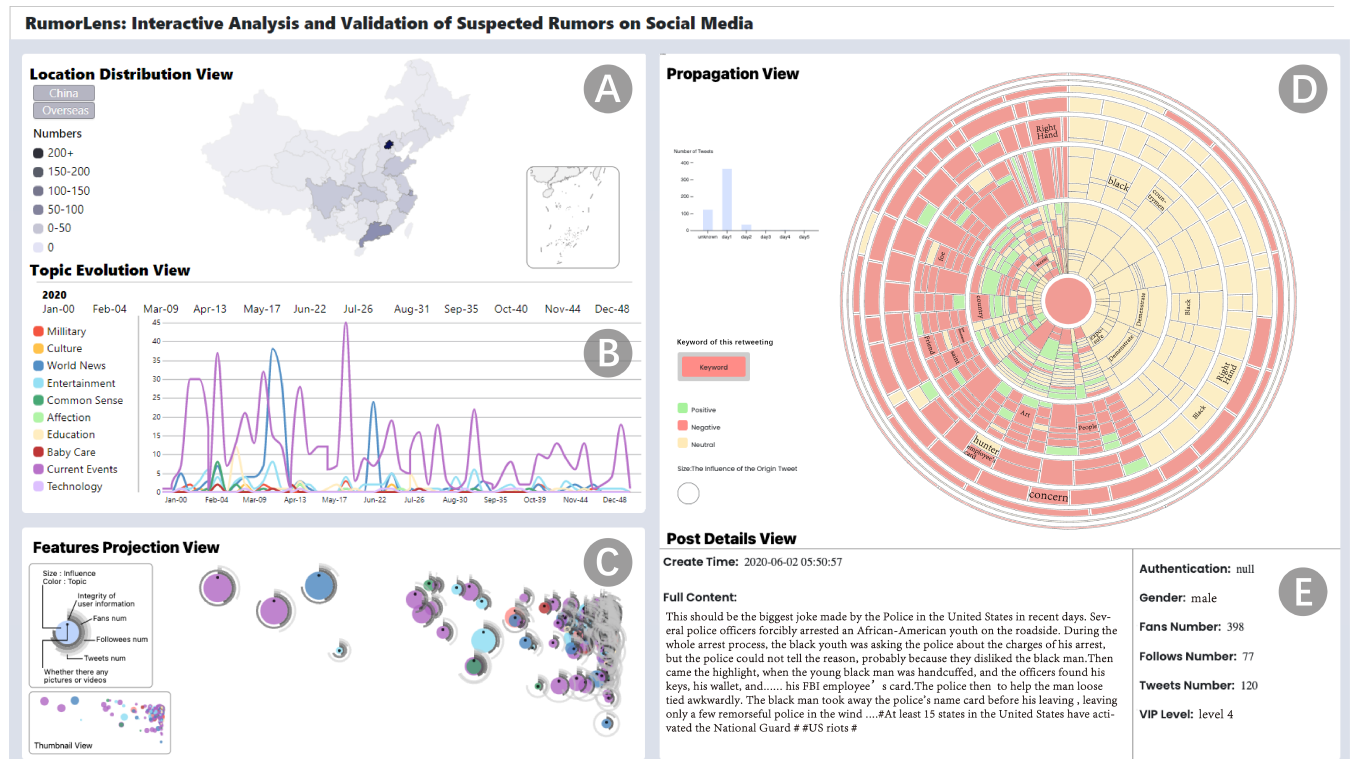 RumorLens: Interactive Analysis and Validation of Suspected Rumors on Social Media
Location Distribution View
China
Overseas
Numbers
200+
150-200
100-150
50-100
0-50
0
A
Topic Evolution View
2020
Jan-00 Feb-04 Mar-09 Apr-13 May-17 Jun-22 Jul-26 Aug-31 Sep-35 Oct-40 Nov-44 Dec-48
Millitary
Culture
World News
Entertainment
Common Sense
Affection
Education
Baby Care
Current Events
Technology
45
40
35
30
25
20
15
10
5
0
Jan-00 Feb-04 Mar-09 Apr-13 May-17 Jun-22 Jul-26 Aug-30 Sep-35 Oct-39 Nov-44 Dec-48
B
Features Projection View
Size : Influence
Color : Topic
Integrity of
user information
Fans num
Followees num
Tweets num
Whether there any
pictures or videos
Thumbnail View
C
Propagation View
D
Number of Tweets
400
300
200
100
0
unknown day1 day2 day3 day4 day5
Keyword of this retweeting
Keyword
Positive
Negative
Neutral
Size:The Influence of the Origin Tweet
Right
Hand
black
coun-
trymen
foe
country
Demenstrate
Black
Friend
saint
Demenstrate
Right
Hand
Black
Art
People
hunter
employee's
card
concern
Post Details View
Create Time: 2020-06-02 05:50:57
Full Content:
This should be the biggest joke made by the Police in the United States in recent days. Sev-
eral police officers forcibly arrested an African-American youth on the roadside. During the
whole arrest process, the black youth was asking the police about the charges of his arrest,
but the police could not tell the reason, probably because they disliked the black man.Then
came the highlight, when the young black man was handcuffed, and the officers found his
keys, his wallet, and...... his FBI employee’ s card.The police then to help the man loose
tied awkwardly. The black man took away the police's name card before his leaving , leaving
only a few remorseful police in the wind ....#At least 15 states in the United States have acti-
vated the National Guard # #US riots #
Authentication: null
Gender: male
Fans Number: 398
Follows Number: 77
Tweets Number: 120
VIP Level: level 4
E